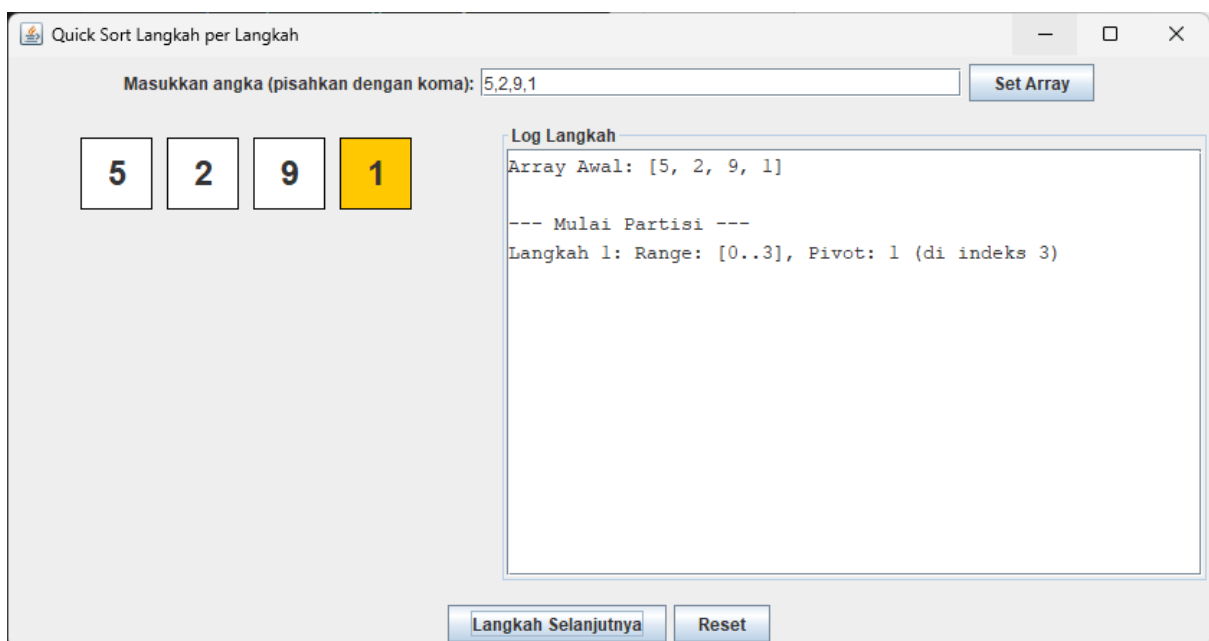 Quick Sort Langkah per Langkah
Masukkan angka (pisahkan dengan koma): 5,2,9,1 Set Array
5 2 9 1
Log Langkah
Array Awal: [5, 2, 9, 1]
--- Mulai Partisi ---
Langkah 1: Range: [0..3], Pivot: 1 (di indeks 3)
Langkah Selanjutnya Reset